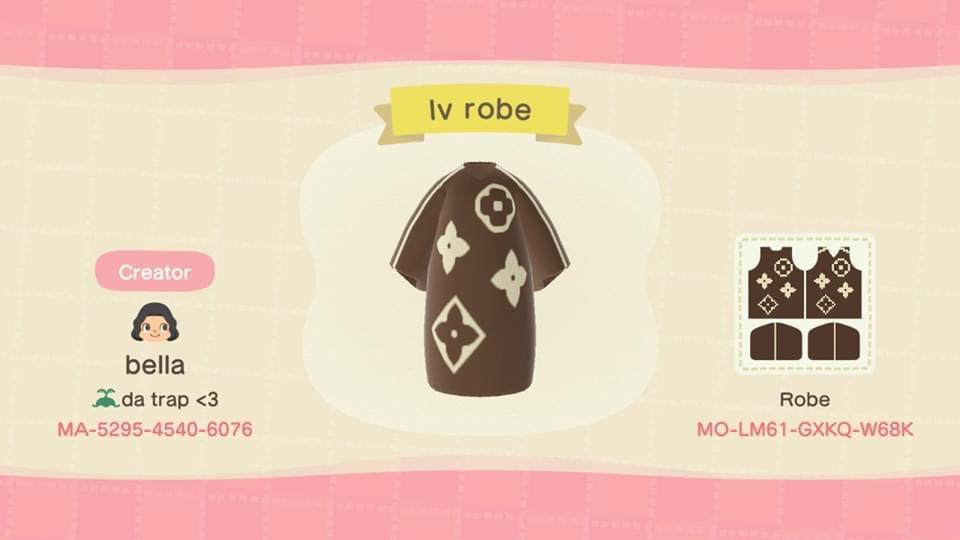 lv robe
Creator
bella
da trap <3
MA-5295-4540-6076
Robe
MO-LM61-GXKQ-W68K